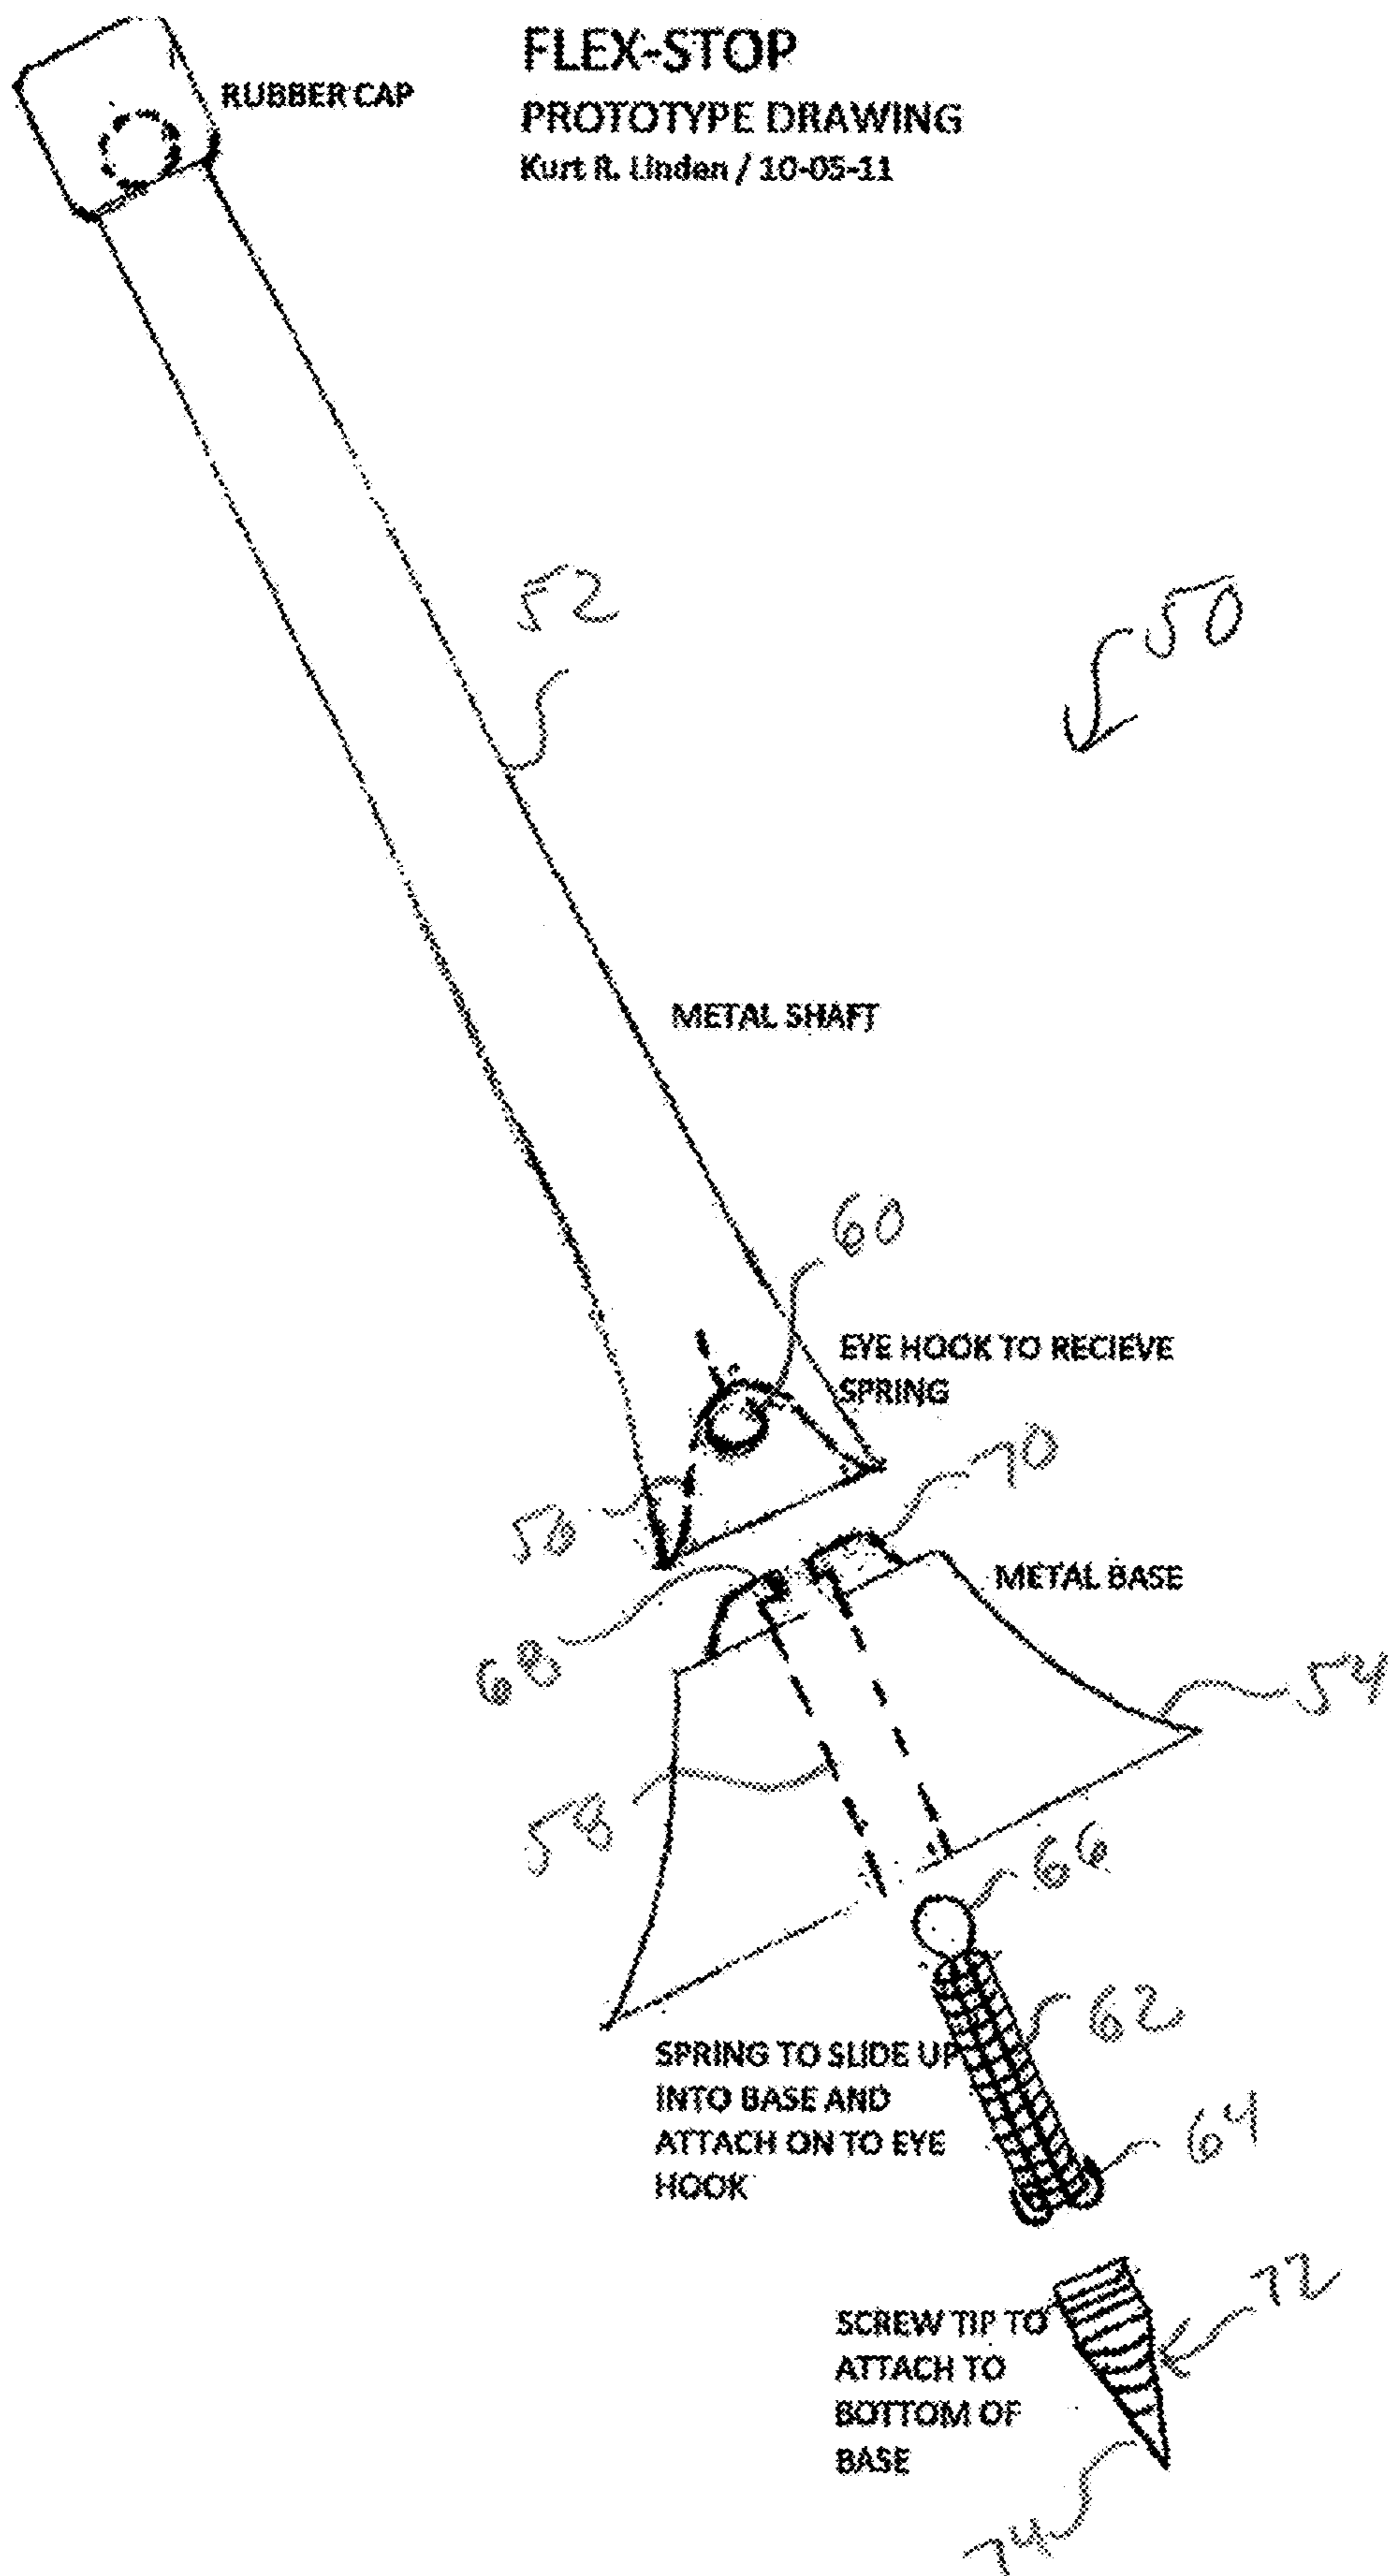 FLEX-STOP
RUBBER CAP
PROTOTYPE DRAWING
Kurt R. Linden / 10-05-11
52
50
METAL SHAFT
60
EYE HOOK TO RECIEVE
SPRING
70
METAL BASE
68
54
58
66
62
SPRING TO SLIDE UP
INTO BASE AND
ATTACH ON TO EYE
HOOK
64
72
SCREW TIP TO
ATTACH TO
BOTTOM OF
BASE
74